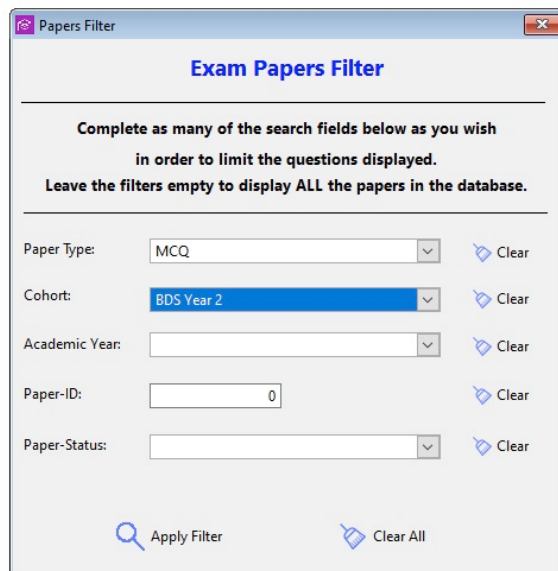 Papers Filter
Exam Papers Filter
Complete as many of the search fields below as you wish
in order to limit the questions displayed.
Leave the filters empty to display ALL the papers in the database.
Paper Type: MCQ Clear
Cohort: BDS Year 2 Clear
Academic Year: Clear
Paper-ID: 0 Clear
Paper-Status: Clear
Apply Filter Clear All